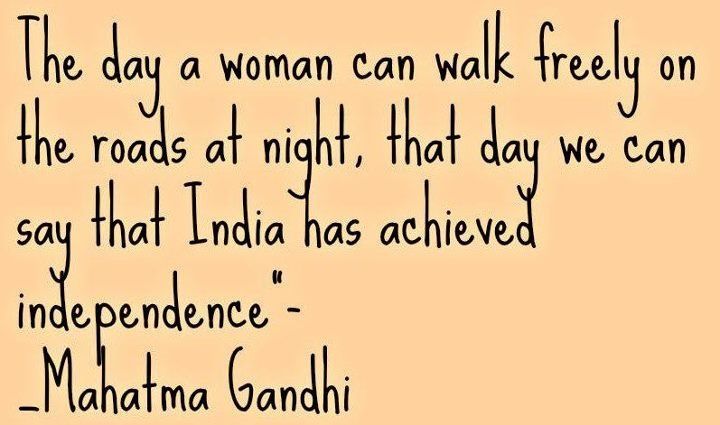 The day a woman can walk freely on
the roads at night, that day we can
say that India has achieved
independence"-
_Mahatma Gandhi